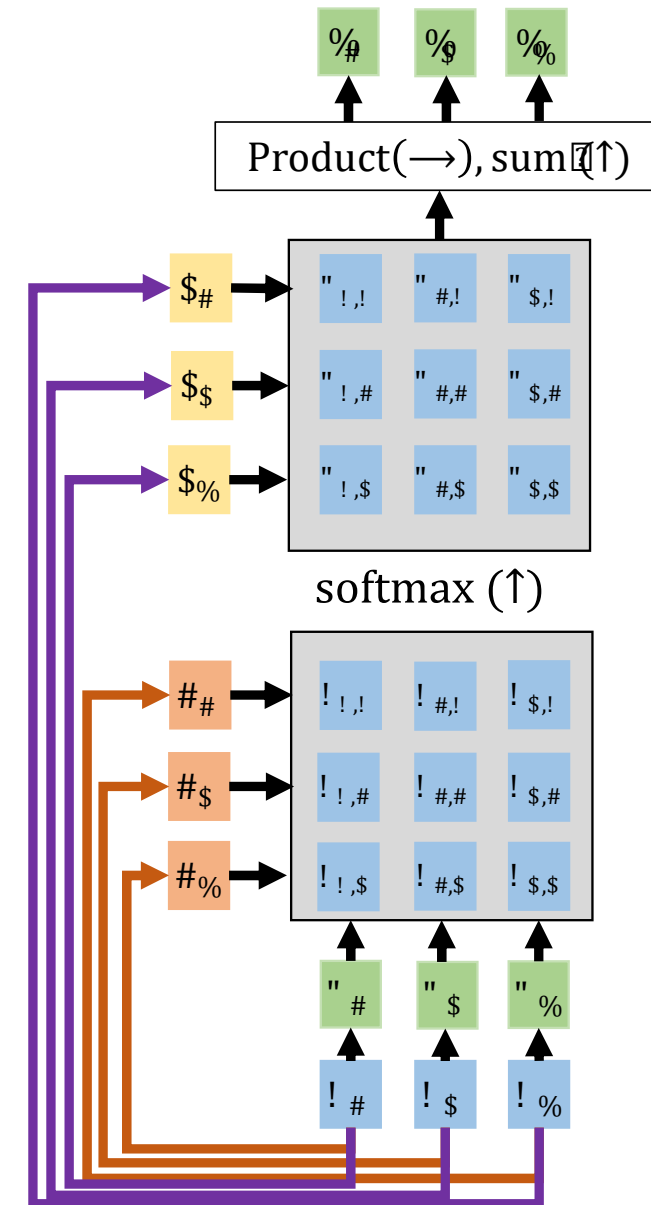 %′# %′$ %′%
Product(→), sum (↑)
$# "!,! "#,! "$,!
$$ "!,# "#,# "$,#
$% "!,$ "#,$ "$,$
softmax (↑)
## !!,! !#,! !$,!
#$ !!,# !#,# !$,#
#% !!,$ !#,$ !$,$
"# "$ "%
!# !$ !%